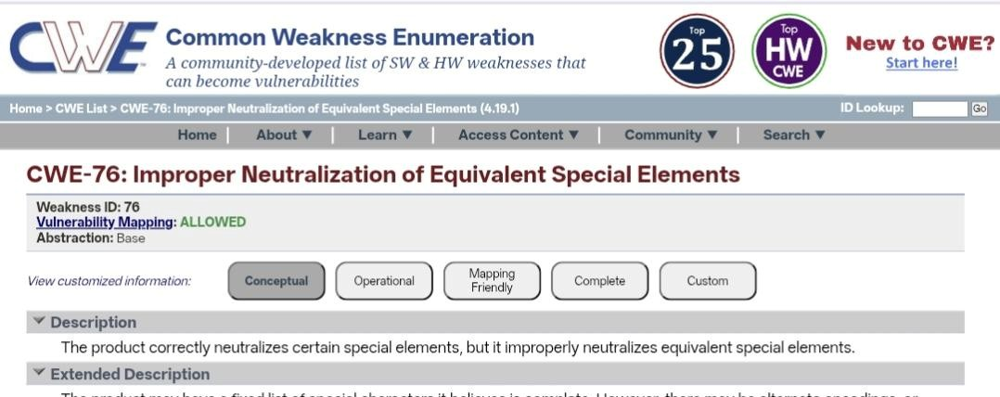 CWE
Common Weakness Enumeration
A community-developed list of SW & HW weaknesses that
can become vulnerabilities
Top
25
Top
HW
CWE
New to CWE?
Start here!
Home > CWE List > CWE-76: Improper Neutralization of Equivalent Special Elements (4.19.1)
ID Lookup:
Go
Home | About ▼ | Learn ▼ | Access Content ▼ | Community ▼ | Search ▼
CWE-76: Improper Neutralization of Equivalent Special Elements
Weakness ID: 76
Vulnerability Mapping: ALLOWED
Abstraction: Base
View customized information:
Conceptual
Operational
Mapping
Friendly
Complete
Custom
Description
The product correctly neutralizes certain special elements, but it improperly neutralizes equivalent special elements.
Extended Description
The product may have a fixed list of special characters it believes is complete. However, there may be alternate encodings, or